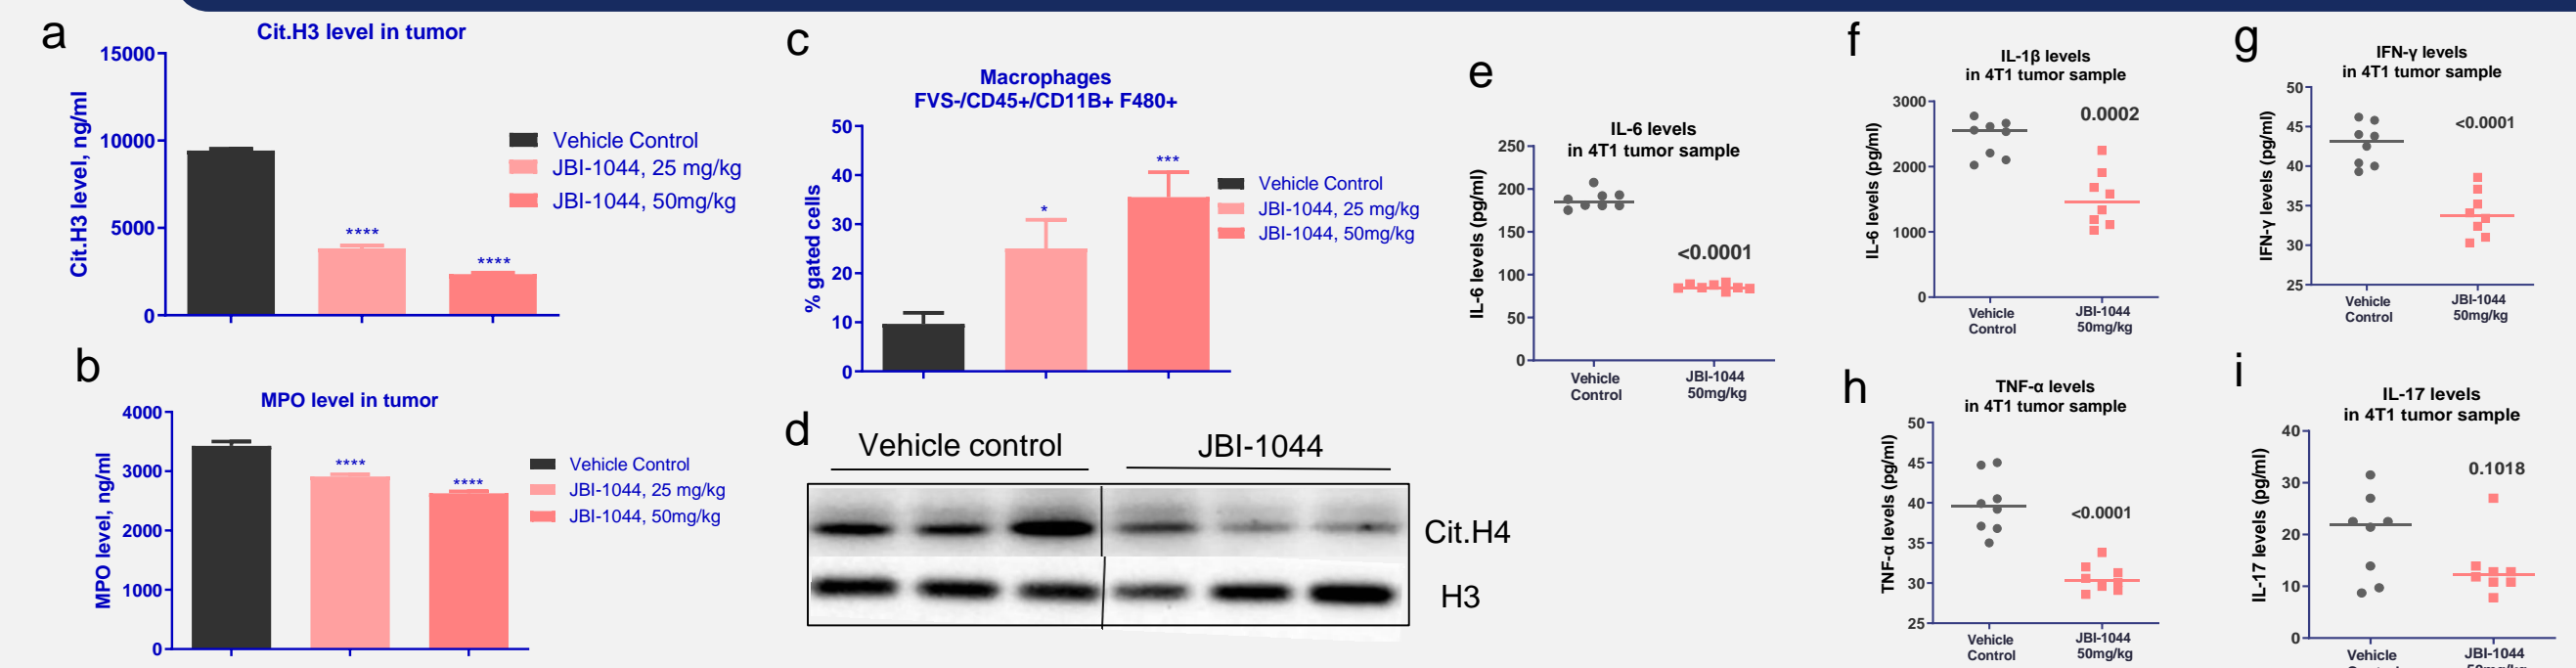 a
Cit.H3 level in tumor
Cit.H3 level, ng/ml
15000
10000
5000
0
****
****
Vehicle Control
JBI-1044, 25 mg/kg
JBI-1044, 50mg/kg
b
MPO level in tumor
MPO level, ng/ml
4000
3000
2000
1000
0
****
****
Vehicle Control
JBI-1044, 25 mg/kg
JBI-1044, 50mg/kg
c
Macrophages
FVS-/CD45+/CD11B+ F480+
% gated cells
50
40
30
20
10
0
*
***
Vehicle Control
JBI-1044, 25 mg/kg
JBI-1044, 50mg/kg
d
Vehicle control
JBI-1044
Cit.H4
H3
e
IL-6 levels
in 4T1 tumor sample
IL-6 levels (pg/ml)
250
200
150
100
50
0
<0.0001
Vehicle
Control
JBI-1044
50mg/kg
f
IL-1β levels
in 4T1 tumor sample
IL-6 levels (pg/ml)
3000
2000
1000
0
0.0002
Vehicle
Control
JBI-1044
50mg/kg
g
IFN-γ levels
in 4T1 tumor sample
IFN-γ levels (pg/ml)
50
45
40
35
30
25
<0.0001
Vehicle
Control
JBI-1044
50mg/kg
h
TNF-α levels
in 4T1 tumor sample
TNF-α levels (pg/ml)
50
45
40
35
30
25
<0.0001
Vehicle
Control
JBI-1044
50mg/kg
i
IL-17 levels
in 4T1 tumor sample
IL-17 levels (pg/ml)
40
30
20
10
0
0.1018
Vehicle
JBI-1044